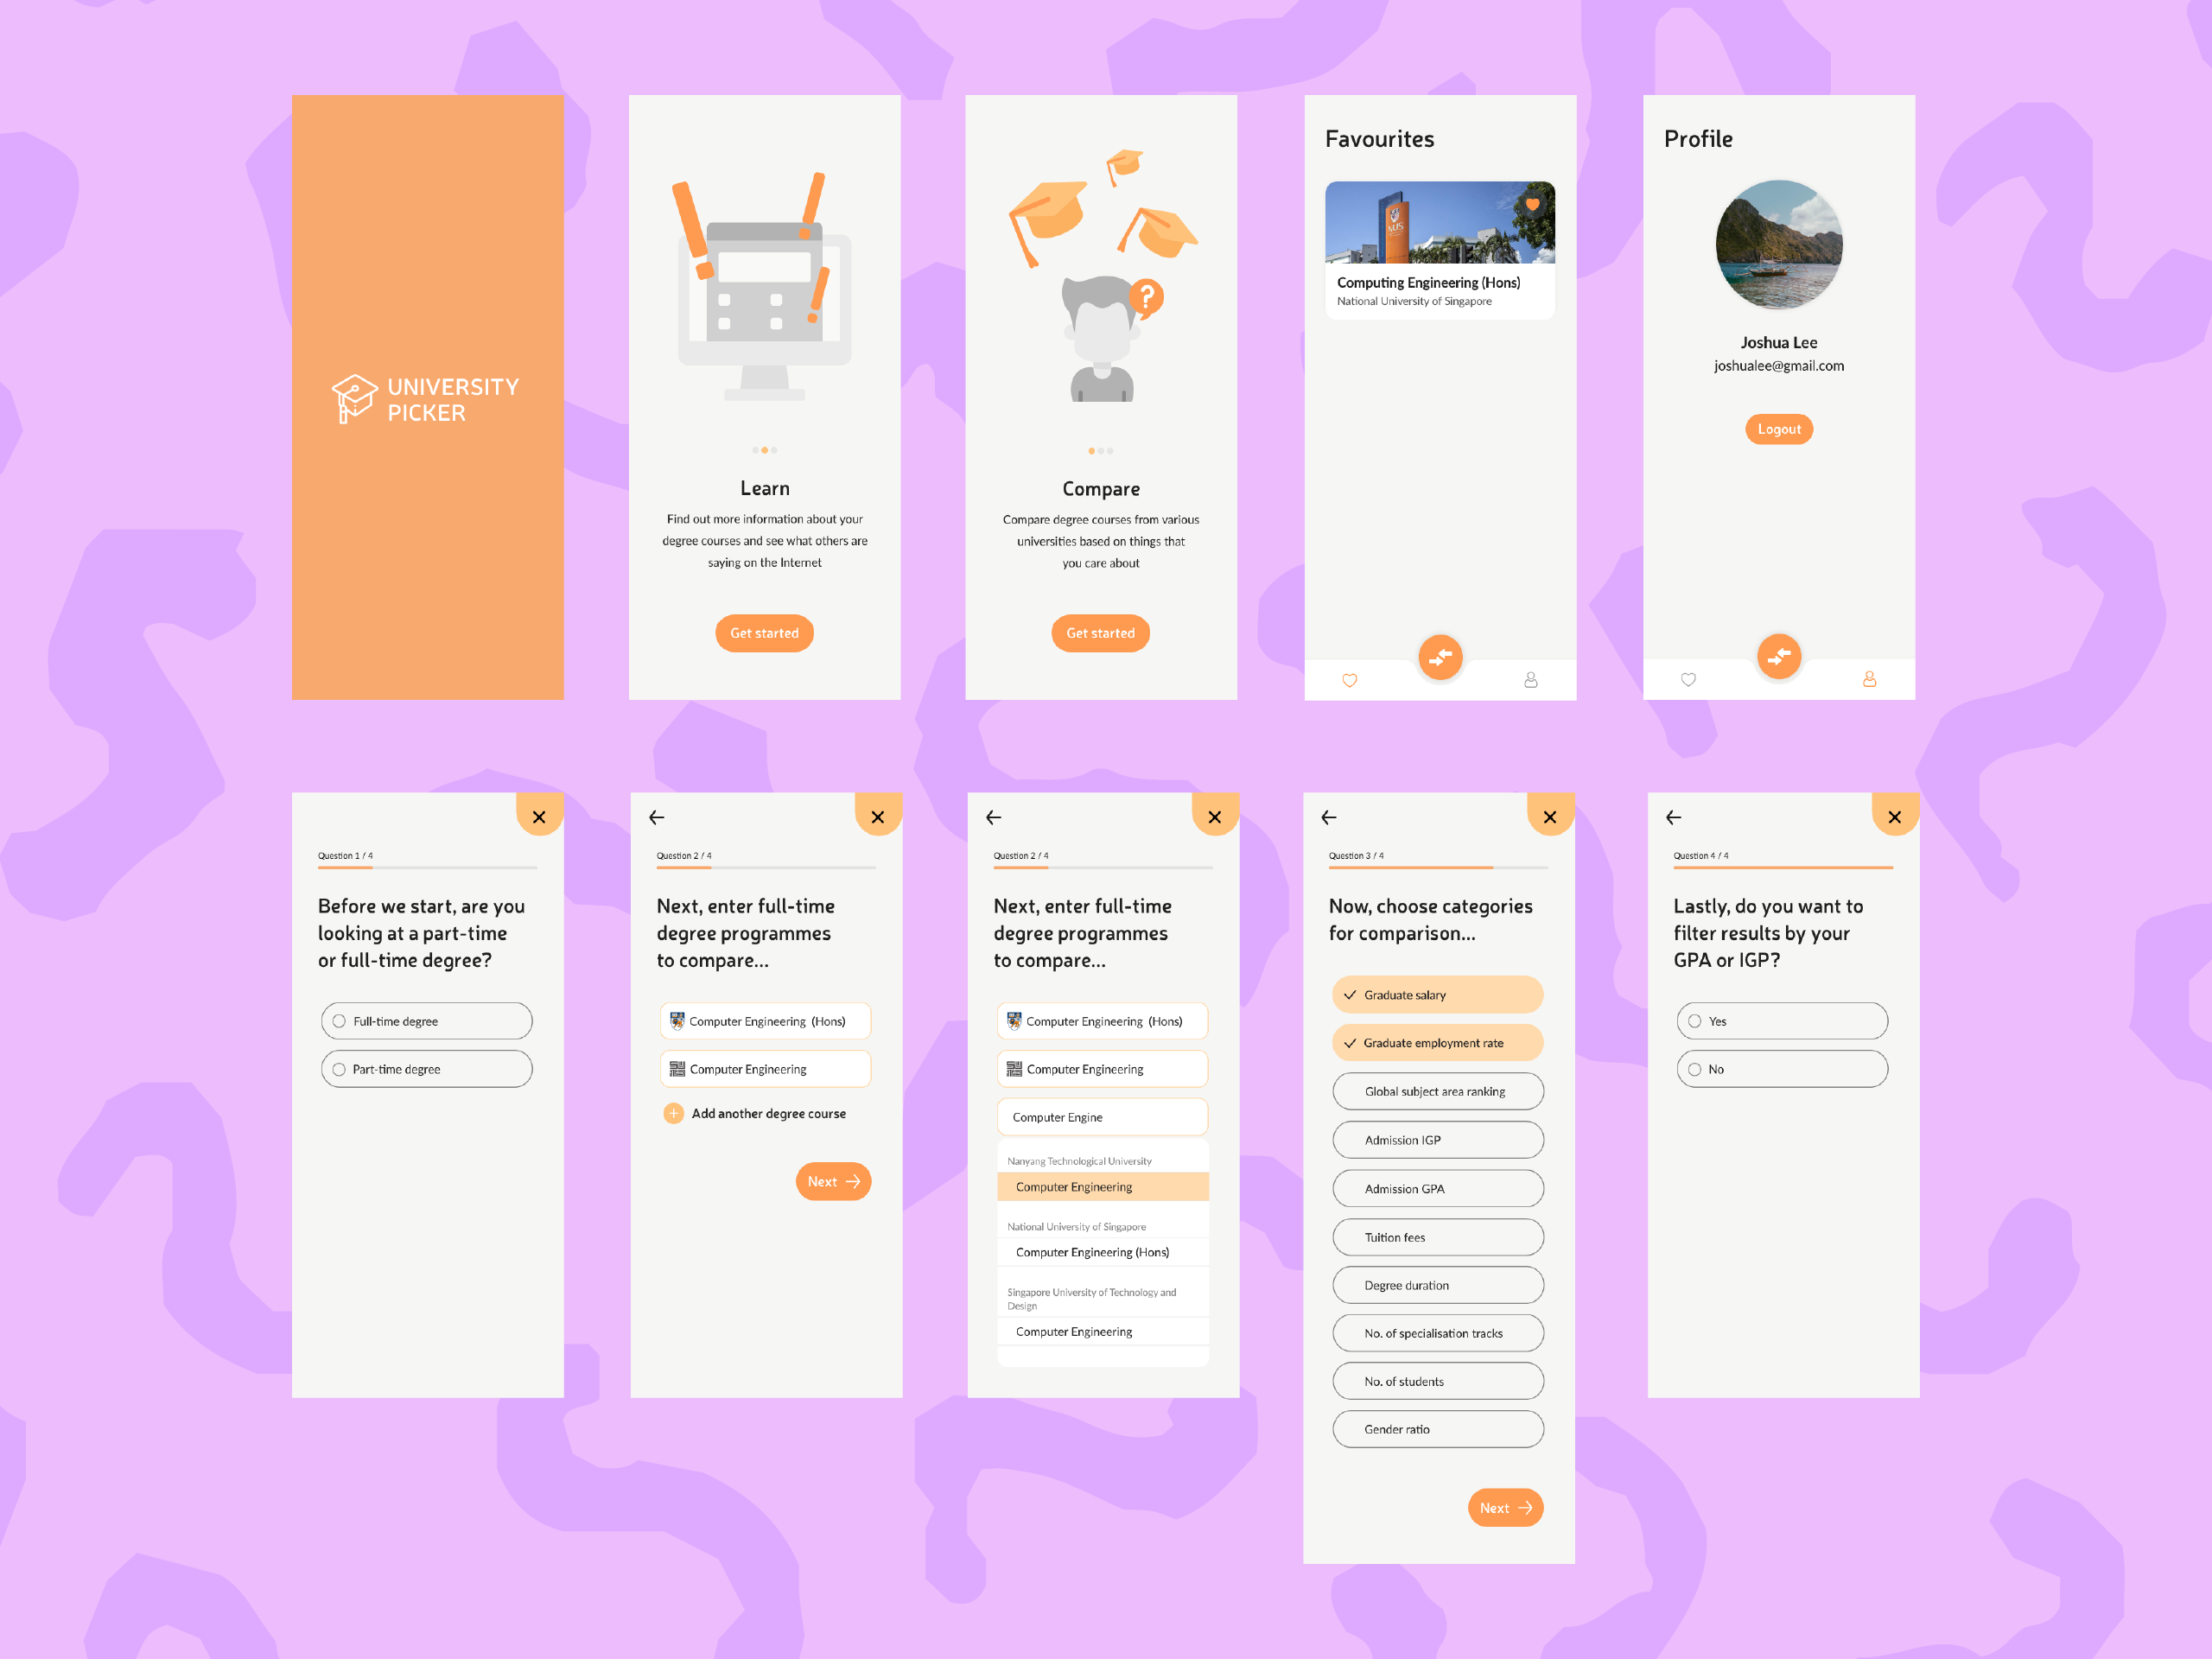 UNIVERSITY
PICKER
Learn
Find out more information about your
degree courses and see what others are
saying on the Internet
Get started
?
Compare
Compare degree courses from various
universities based on things that
you care about
Get started
Favourites
NUS
Computing Engineering (Hons)
National University of Singapore
Profile
Joshua Lee
joshualee@gmail.com
Logout
Question 1 / 4
Before we start, are you
looking at a part-time
or full-time degree?
Full-time degree
Part-time degree
Question 2 / 4
Next, enter full-time
degree programmes
to compare...
Computer Engineering (Hons)
Computer Engineering
Add another degree course
Next
Question 2 / 4
Next, enter full-time
degree programmes
to compare...
Computer Engineering (Hons)
Computer Engineering
Computer Engine
Nanyang Technological University
Computer Engineering
National University of Singapore
Computer Engineering (Hons)
Singapore University of Technology and
Design
Computer Engineering
Question 3 / 4
Now, choose categories
for comparison...
Graduate salary
Graduate employment rate
Global subject area ranking
Admission IGP
Admission GPA
Tuition fees
Degree duration
No. of specialisation tracks
No. of students
Gender ratio
Next
Question 4 / 4
Lastly, do you want to
filter results by your
GPA or IGP?
Yes
No